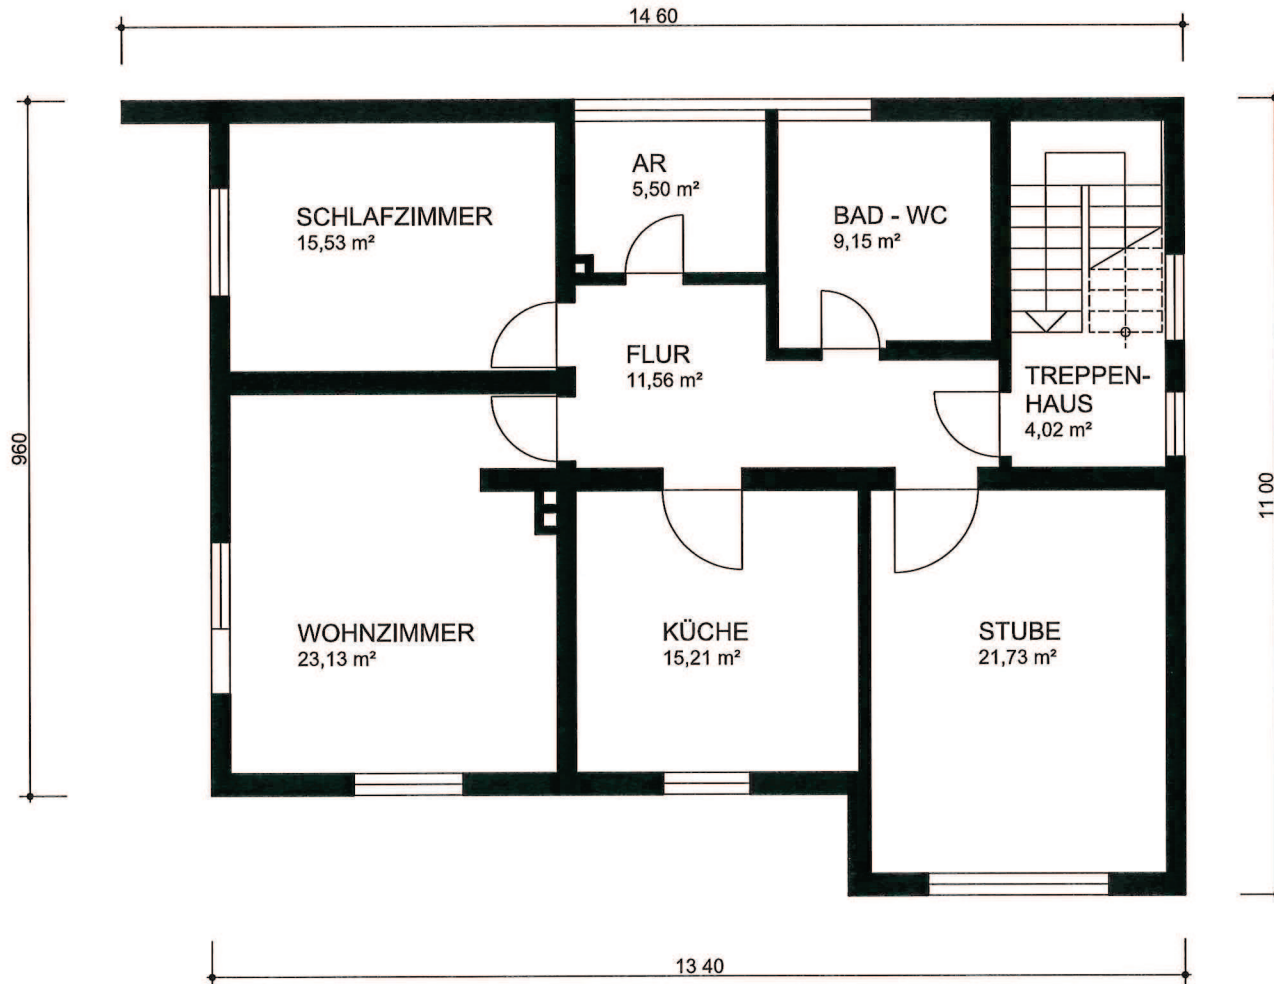 14 60
AR
5,50 m²
SCHLAFZIMMER
15,53 m²
BAD - WC
9,15 m²
FLUR
11,56 m²
TREPPEN-
HAUS
4,02 m²
960
11 00
WOHNZIMMER
23,13 m²
KÜCHE
15,21 m²
STUBE
21,73 m²
13 40